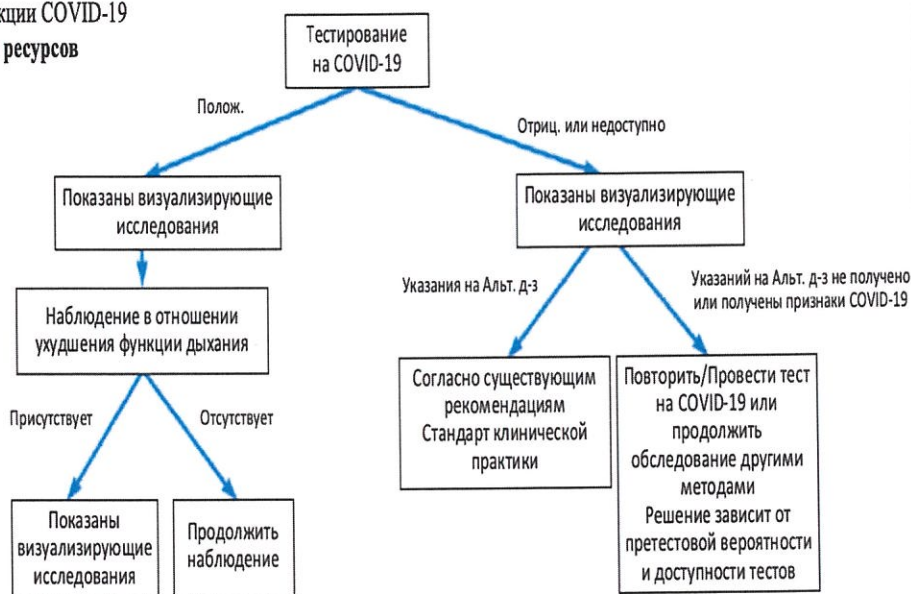 кции COVID-19
ресурсов
Тестирование
на COVID-19
Полож.
Отриц. или недоступно
Показаны визуализирующие
исследования
Показаны визуализирующие
исследования
Указания на Альт. д-з
Указаний на Альт. д-з не получено
или получены признаки COVID-19
Наблюдение в отношении
ухудшения функции дыхания
Присутствует
Отсутствует
Согласно существующим
рекомендациям
Стандарт клинической
практики
Повторить/Провести тест
на COVID-19 или
продолжить
обследование другими
методами
Решение зависит от
претестовой вероятности
и доступности тестов
Показаны
визуализирующие
исследования
Продолжить
наблюдение